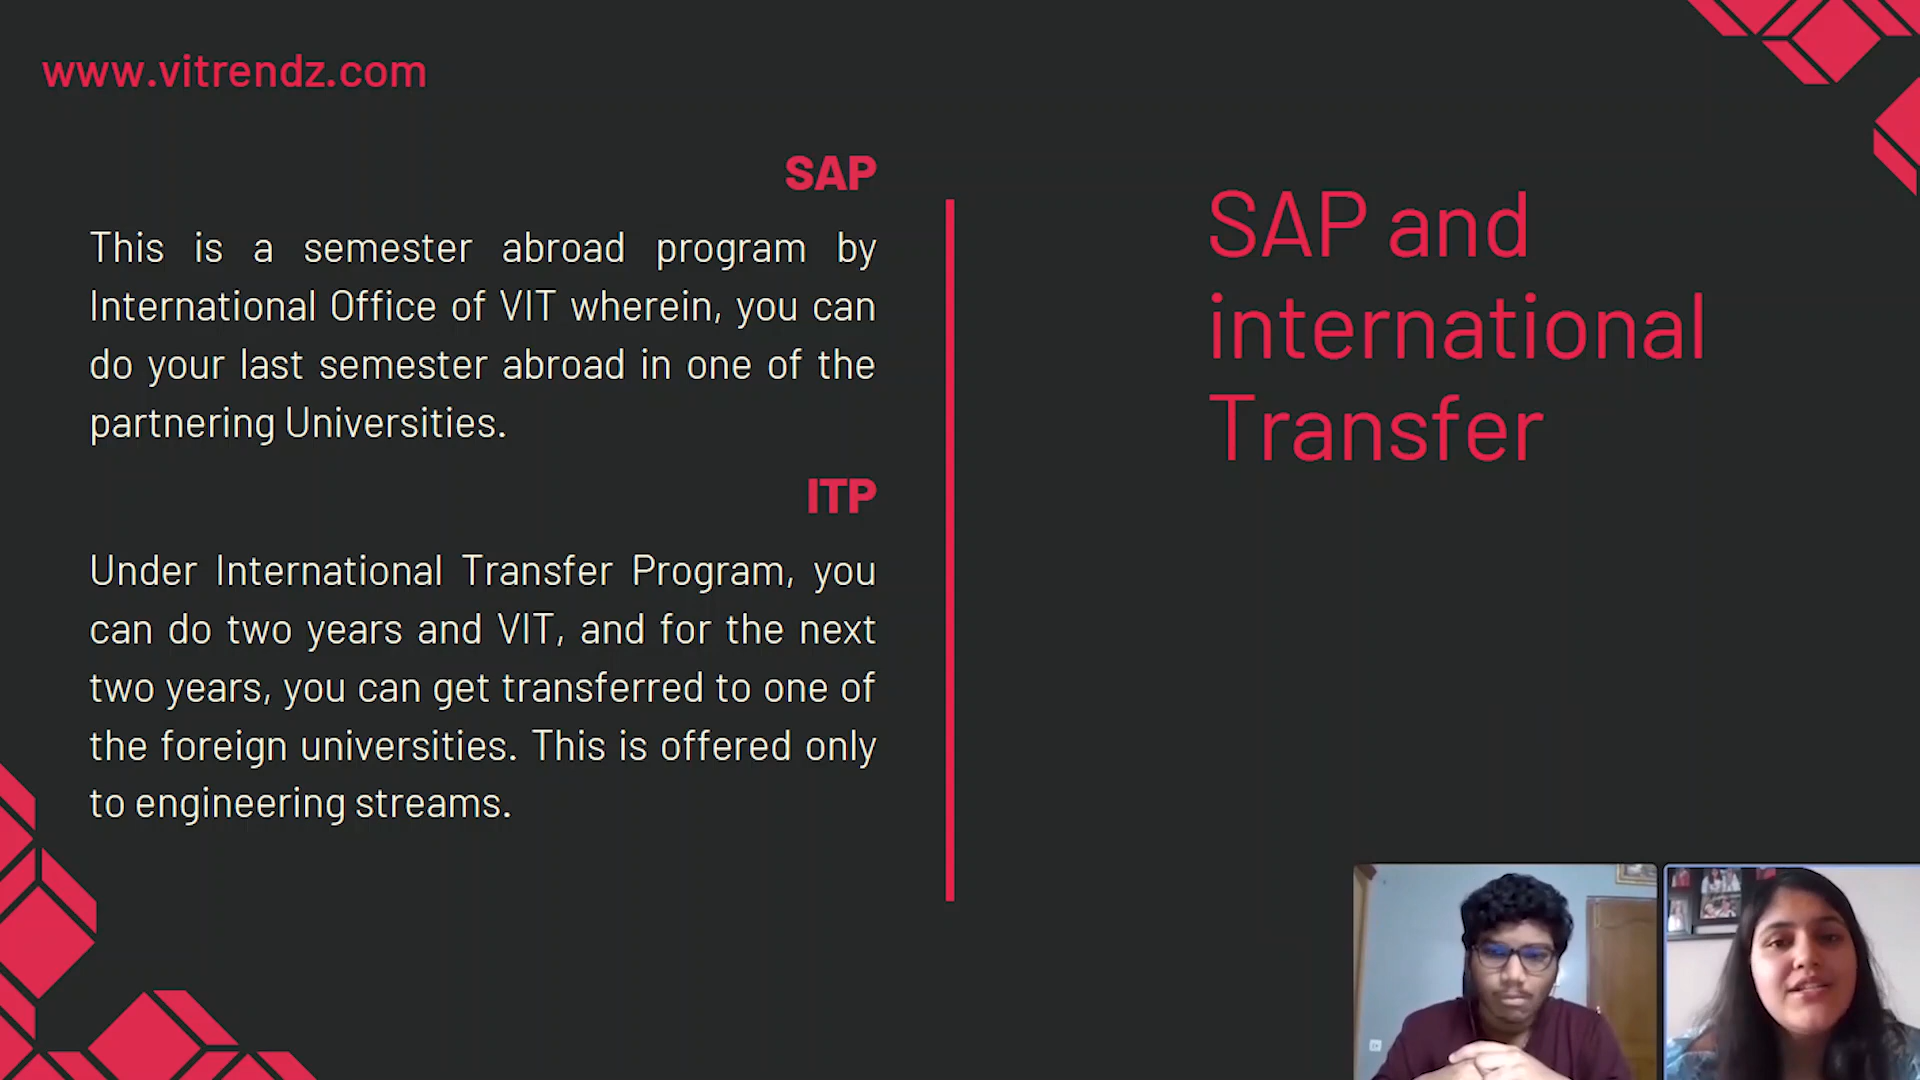 www.vitrendz.com
SAP
This is a semester abroad program by
International Office of VIT wherein, you can
do your last semester abroad in one of the
partnering Universities.
ITP
Under International Transfer Program, you
can do two years and VIT, and for the next
two years, you can get transferred to one of
the foreign universities. This is offered only
to engineering streams.
SAP and
international
Transfer